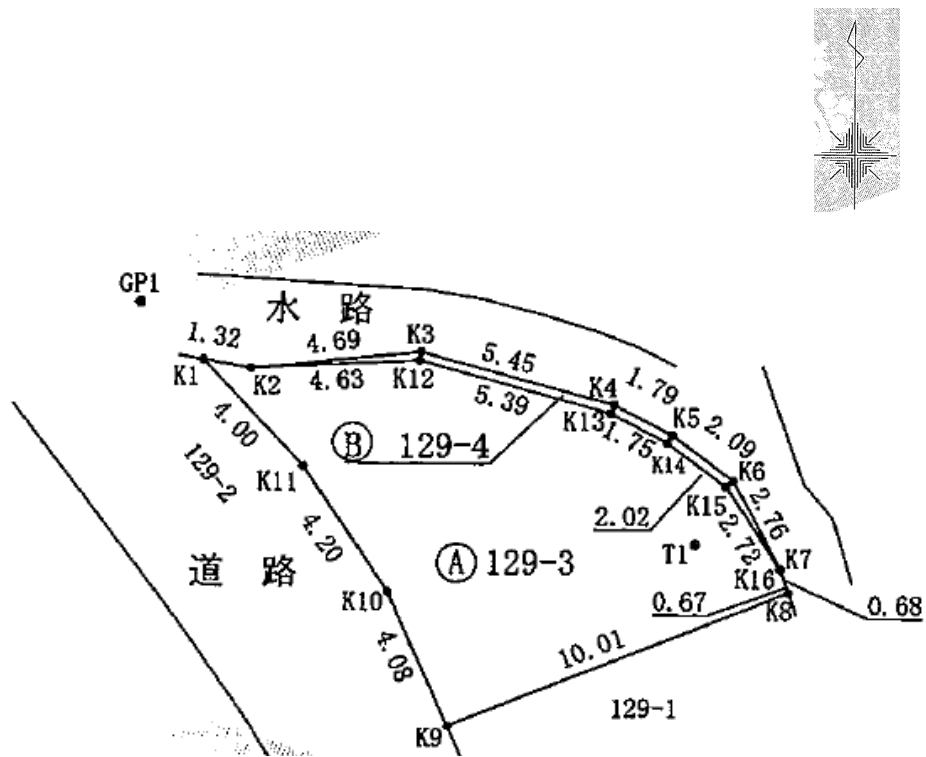 GP1
水 路
1.32
4.69
K3
5.45
K1
K2
4.63
K12
5.39
K4
1.79
K13
1.75
K5
2.09
4.00
Ⓑ 129-4
K14
K6
129-2
K11
K15
2.76
2.02
2.72
4.20
T1
K7
道 路
Ⓐ 129-3
K16
K10
0.67
K8
0.68
4.08
10.01
129-1
K9